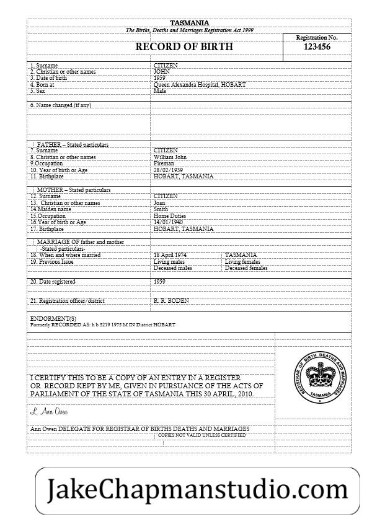 TASMANIA
The Births, Deaths and Marriages Registration Act 1999
RECORD OF BIRTH
Registration No.
123456
1. Surname CITIZEN
2. Christian or other names JOHN
3. Date of birth 1959
4. Born at Queen Alexandra Hospital, HOBART
5. Sex Male
6. Name changed (if any)
FATHER – Stated particulars
7. Surname CITIZEN
8. Christian or other names William John
9. Occupation Fireman
10. Year of birth or Age 18/02/1939
11. Birthplace HOBART, TASMANIA
MOTHER – Stated particulars
12. Surname CITIZEN
13. Christian or other names Joan
14. Maiden name Smith
15. Occupation Home Duties
16. Year of birth or Age 14/01/1940
17. Birthplace HOBART, TASMANIA
MARRIAGE OF father and mother
-Stated particulars-
18. When and where married 18 April 1974 TASMANIA
19. Previous Issue Living males Living females
Deceased males Deceased females
20. Date registered 1959
21. Registration officer/district R. R. BODEN
ENDORMENT(S)
Formerly RECORDED AS: 5219 1975 District HOBART
I CERTIFY THIS TO BE A COPY OF AN ENTRY IN A REGISTER
OR RECORD KEPT BY ME, GIVEN IN PURSUANCE OF THE ACTS OF
PARLIAMENT OF THE STATE OF TASMANIA THIS 30 APRIL, 2010.
Ann Owen
Ann Owen DELEGATE FOR REGISTRAR OF BIRTHS DEATHS AND MARRIAGES
COPIES NOT VALID UNLESS CERTIFIED
REGISTRAR OF BIRTHS DEATHS AND MARRIAGES
TASMANIA
JakeChapmanstudio.com